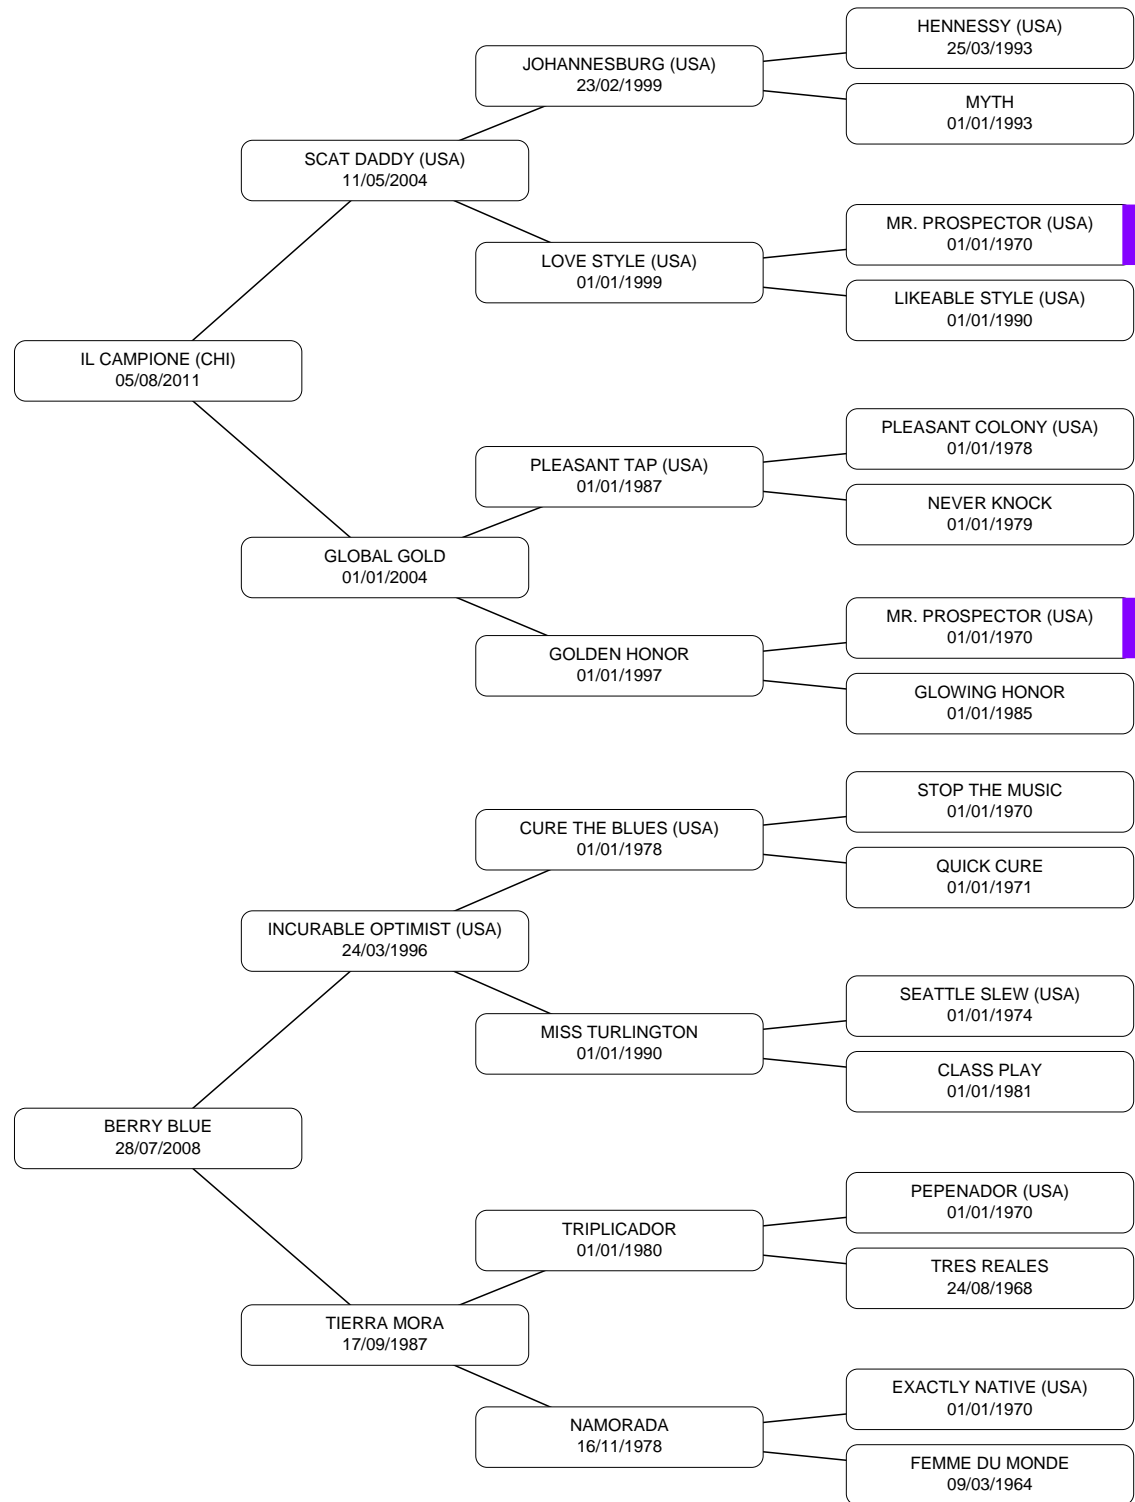 HENNESSY (USA)
25/03/1993
JOHANNESBURG (USA)
23/02/1999
MYTH
01/01/1993
SCAT DADDY (USA)
11/05/2004
MR. PROSPECTOR (USA)
01/01/1970
LOVE STYLE (USA)
01/01/1999
LIKEABLE STYLE (USA)
01/01/1990
IL CAMPIONE (CHI)
05/08/2011
PLEASANT COLONY (USA)
01/01/1978
PLEASANT TAP (USA)
01/01/1987
NEVER KNOCK
01/01/1979
GLOBAL GOLD
01/01/2004
MR. PROSPECTOR (USA)
01/01/1970
GOLDEN HONOR
01/01/1997
GLOWING HONOR
01/01/1985
STOP THE MUSIC
01/01/1970
CURE THE BLUES (USA)
01/01/1978
QUICK CURE
01/01/1971
INCURABLE OPTIMIST (USA)
24/03/1996
SEATTLE SLEW (USA)
01/01/1974
MISS TURLINGTON
01/01/1990
CLASS PLAY
01/01/1981
BERRY BLUE
28/07/2008
PEPENADOR (USA)
01/01/1970
TRIPLICADOR
01/01/1980
TRES REALES
24/08/1968
TIERRA MORA
17/09/1987
EXACTLY NATIVE (USA)
01/01/1970
NAMORADA
16/11/1978
FEMME DU MONDE
09/03/1964